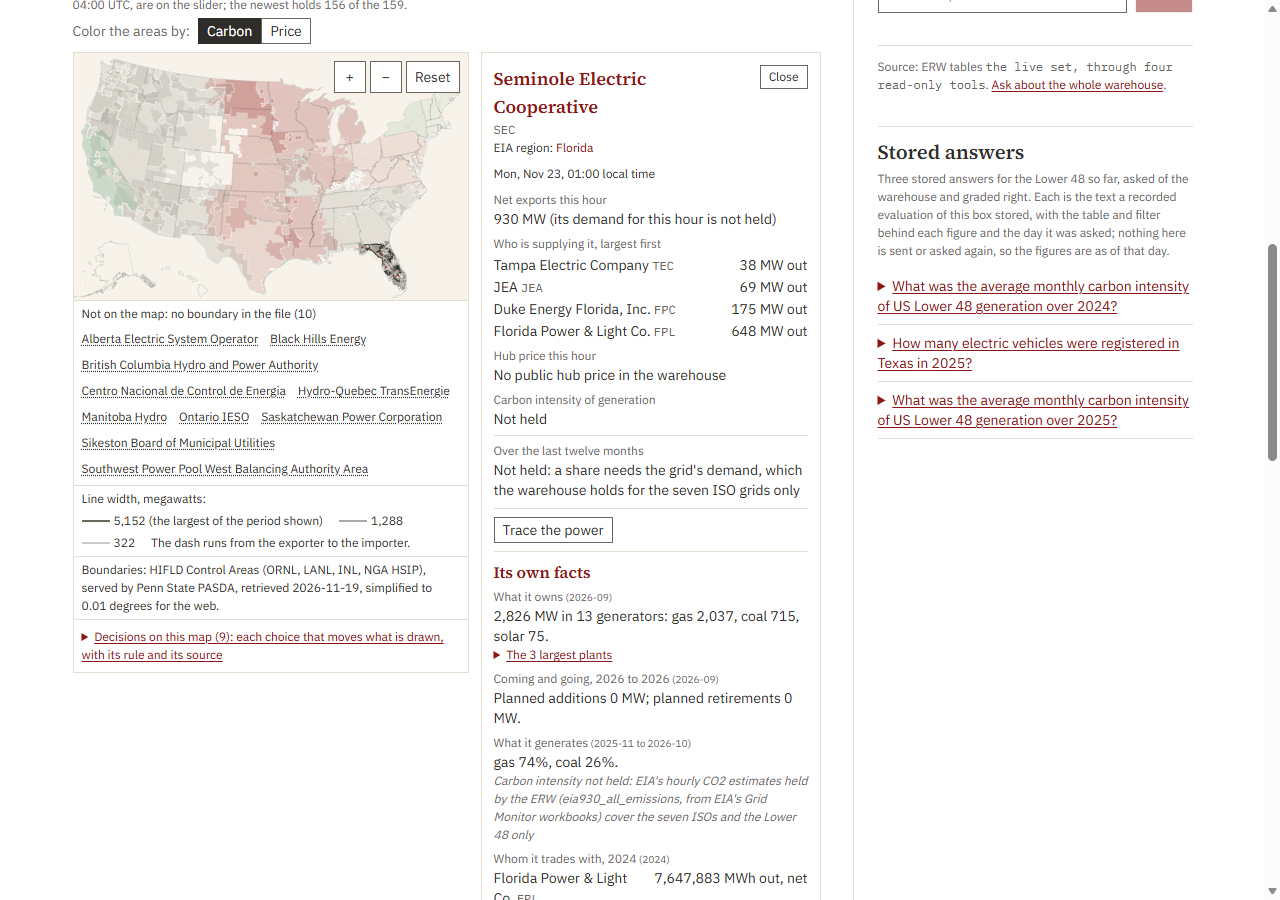 04:00 UTC, are on the slider; the newest holds 156 of the 159.
Color the areas by: Carbon Price
+ − Reset
Not on the map: no boundary in the file (10)
Alberta Electric System Operator Black Hills Energy
British Columbia Hydro and Power Authority
Centro Nacional de Control de Energia Hydro-Quebec TransEnergie
Manitoba Hydro Ontario IESO Saskatchewan Power Corporation
Sikeston Board of Municipal Utilities
Southwest Power Pool West Balancing Authority Area
Line width, megawatts:
5,152 (the largest of the period shown) 1,288
322 The dash runs from the exporter to the importer.
Boundaries: HIFLD Control Areas (ORNL, LANL, INL, NGA HSIP),
served by Penn State PASDA, retrieved 2026-11-19, simplified to
0.01 degrees for the web.
Decisions on this map (9): each choice that moves what is drawn,
with its rule and its source
Seminole Electric
Cooperative
Close
SEC
EIA region: Florida
Mon, Nov 23, 01:00 local time
Net exports this hour
930 MW (its demand for this hour is not held)
Who is supplying it, largest first
Tampa Electric Company TEC 38 MW out
JEA JEA 69 MW out
Duke Energy Florida, Inc. FPC 175 MW out
Florida Power & Light Co. FPL 648 MW out
Hub price this hour
No public hub price in the warehouse
Carbon intensity of generation
Not held
Over the last twelve months
Not held: a share needs the grid's demand, which
the warehouse holds for the seven ISO grids only
Trace the power
Its own facts
What it owns (2026-09)
2,826 MW in 13 generators: gas 2,037, coal 715,
solar 75.
The 3 largest plants
Coming and going, 2026 to 2026 (2026-09)
Planned additions 0 MW; planned retirements 0
MW.
What it generates (2025-11 to 2026-10)
gas 74%, coal 26%.
Carbon intensity not held: EIA's hourly CO2 estimates held
by the ERW (eia930_all_emissions, from EIA's Grid
Monitor workbooks) cover the seven ISOs and the Lower
48 only
Whom it trades with, 2024 (2024)
Florida Power & Light 7,647,883 MWh out, net
Co. FPL
Source: ERW tables the live set, through four
read-only tools. Ask about the whole warehouse.
Stored answers
Three stored answers for the Lower 48 so far, asked of the
warehouse and graded right. Each is the text a recorded
evaluation of this box stored, with the table and filter
behind each figure and the day it was asked; nothing here
is sent or asked again, so the figures are as of that day.
What was the average monthly carbon intensity
of US Lower 48 generation over 2024?
How many electric vehicles were registered in
Texas in 2025?
What was the average monthly carbon intensity
of US Lower 48 generation over 2025?